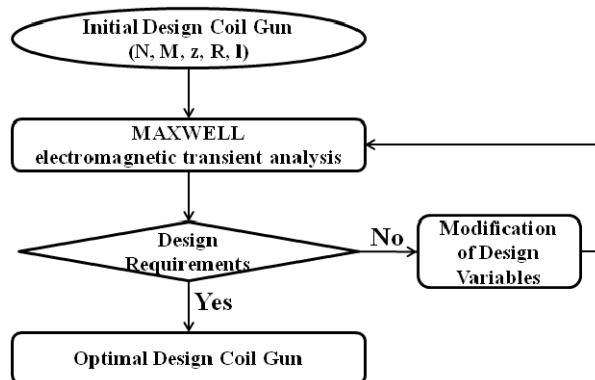 Initial Design Coil Gun
(N, M, z, R, I)
MAXWELL
electromagnetic transient analysis
Design
Requirements
No
Modification
of Design
Variables
Yes
Optimal Design Coil Gun